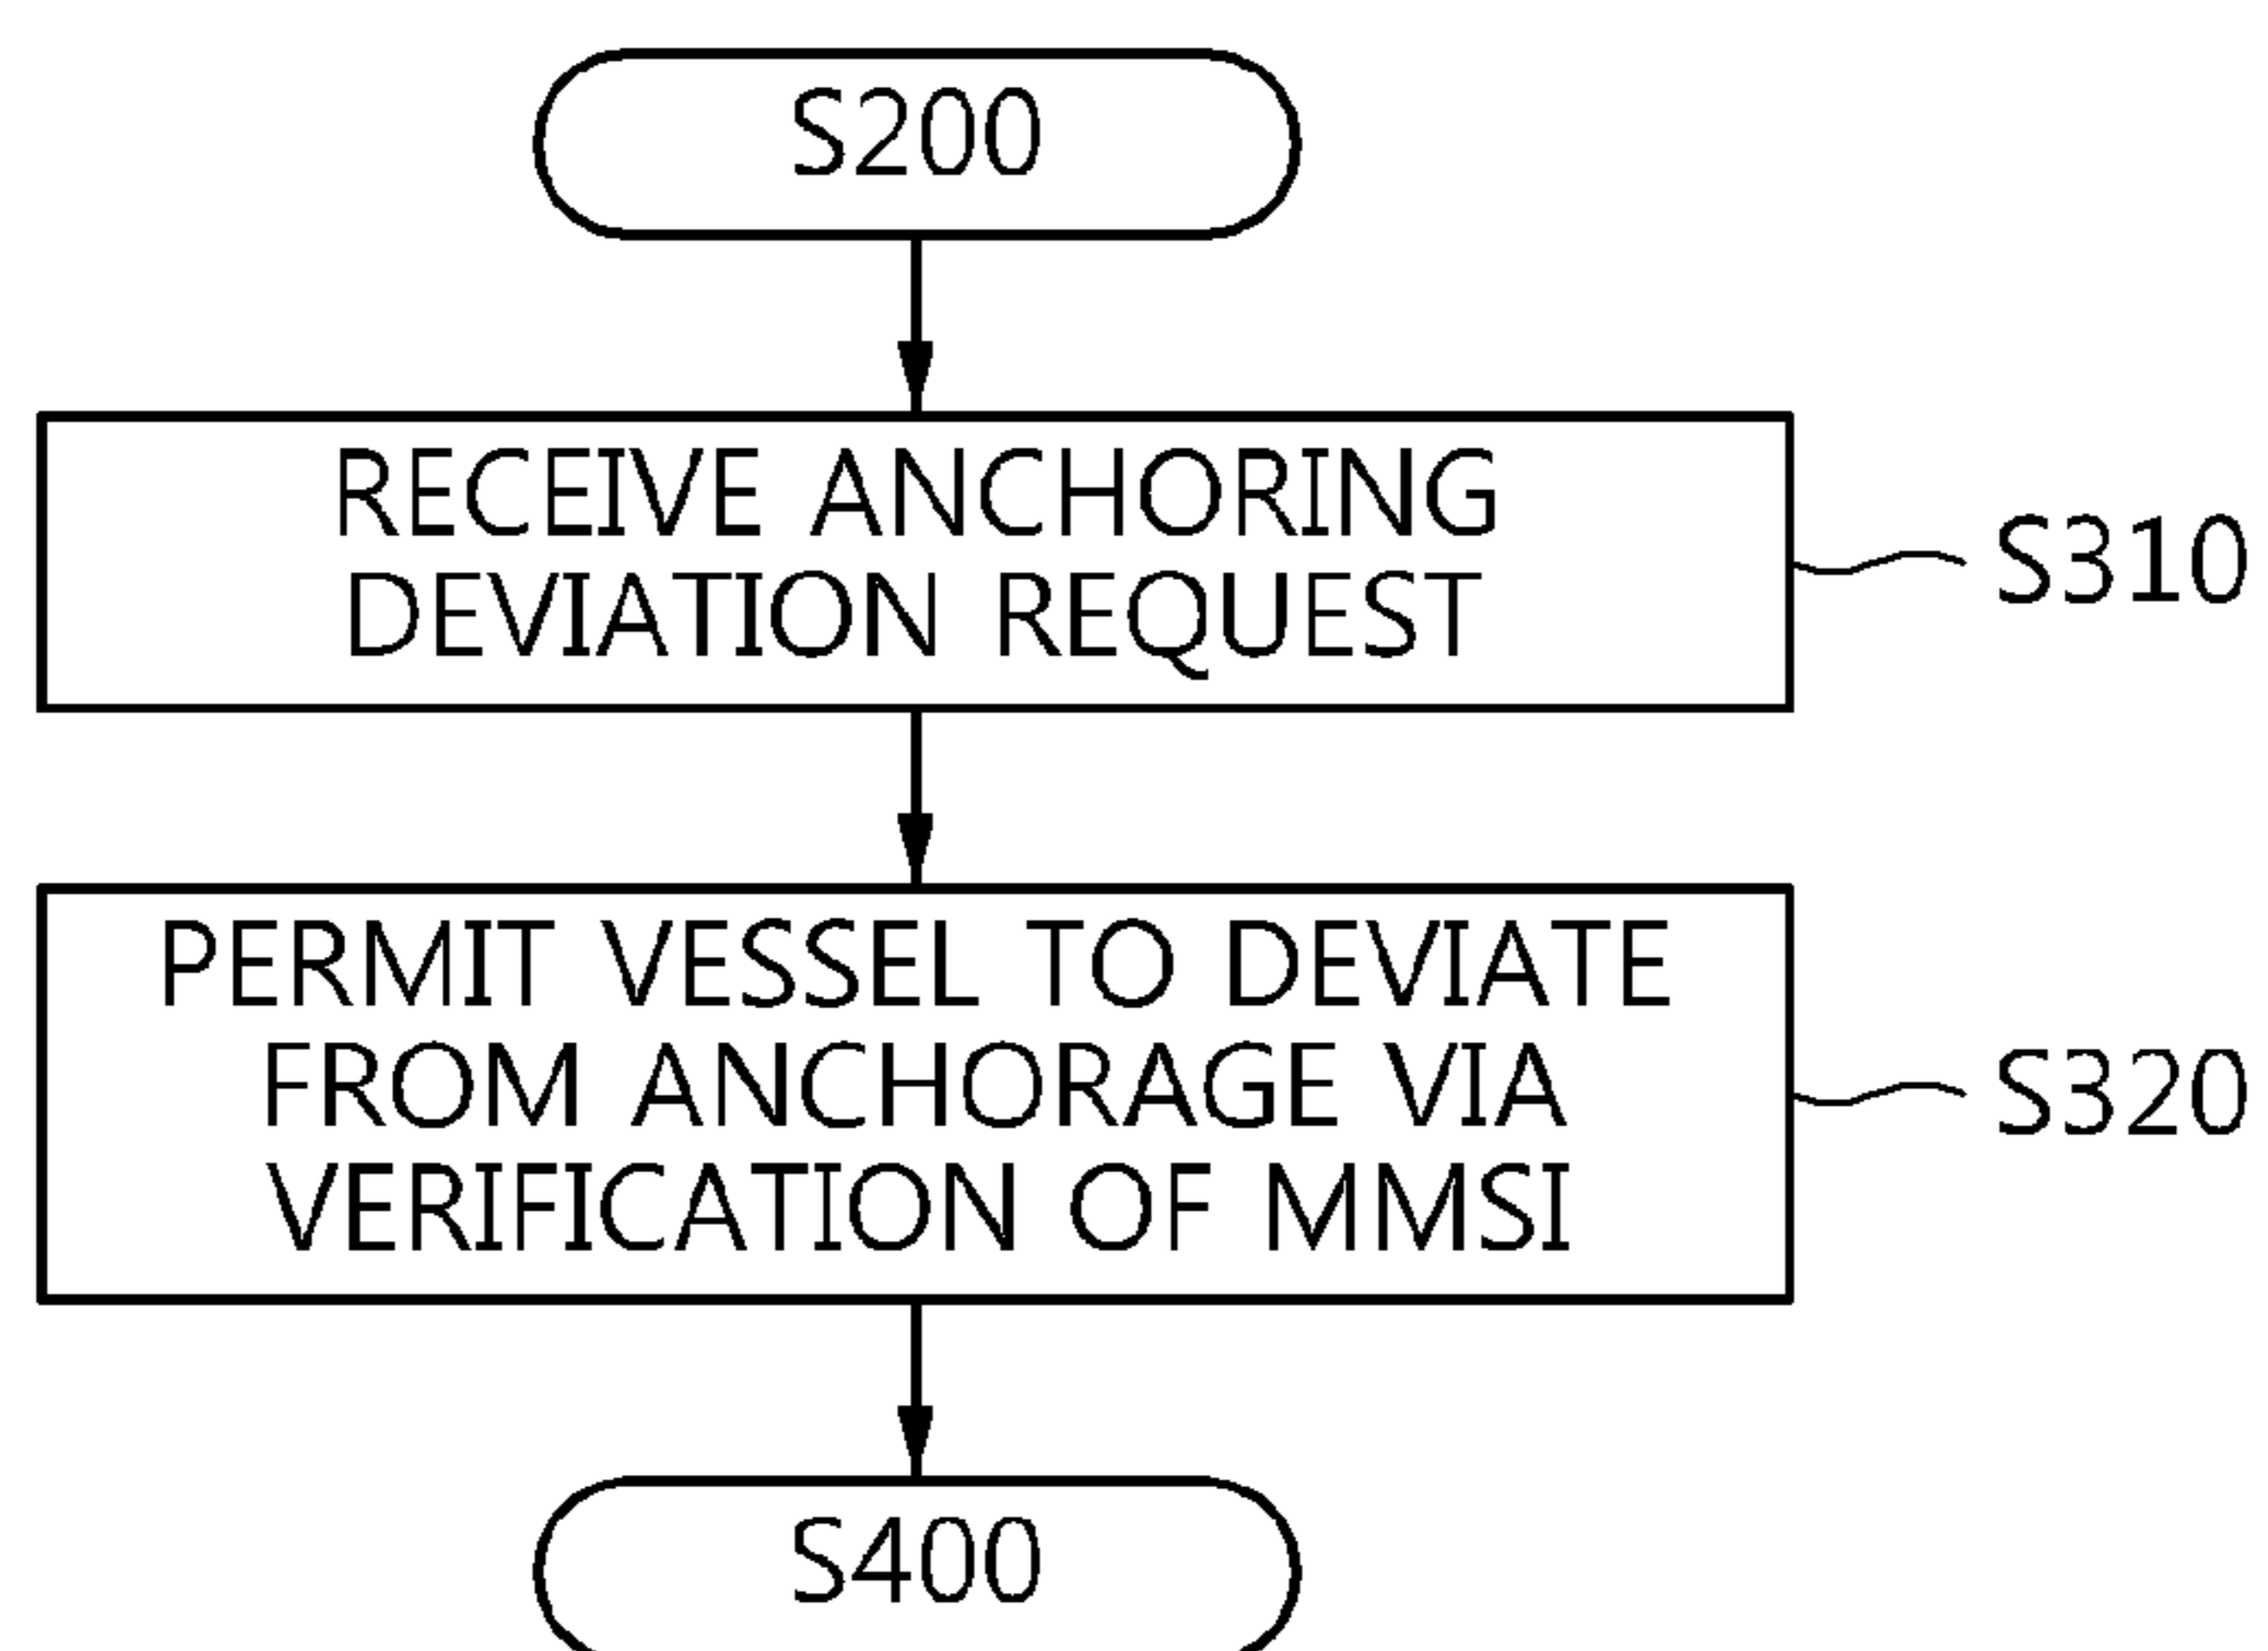 S200
RECEIVE ANCHORING
DEVIATION REQUEST
S310
PERMIT VESSEL TO DEVIATE
FROM ANCHORAGE VIA
VERIFICATION OF MMSI
S320
S400